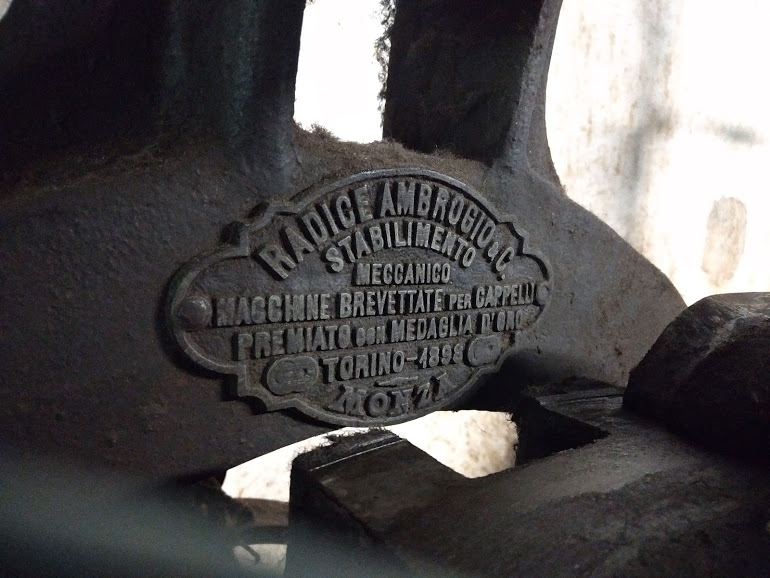 RADICE AMBROGIO & C.
STABILIMENTO
MECCANICO
MACCHINE BREVETTATE PER CAPPELLI
PREMIATO CON MEDAGLIA D'ORO
TORINO-1898
MONZA